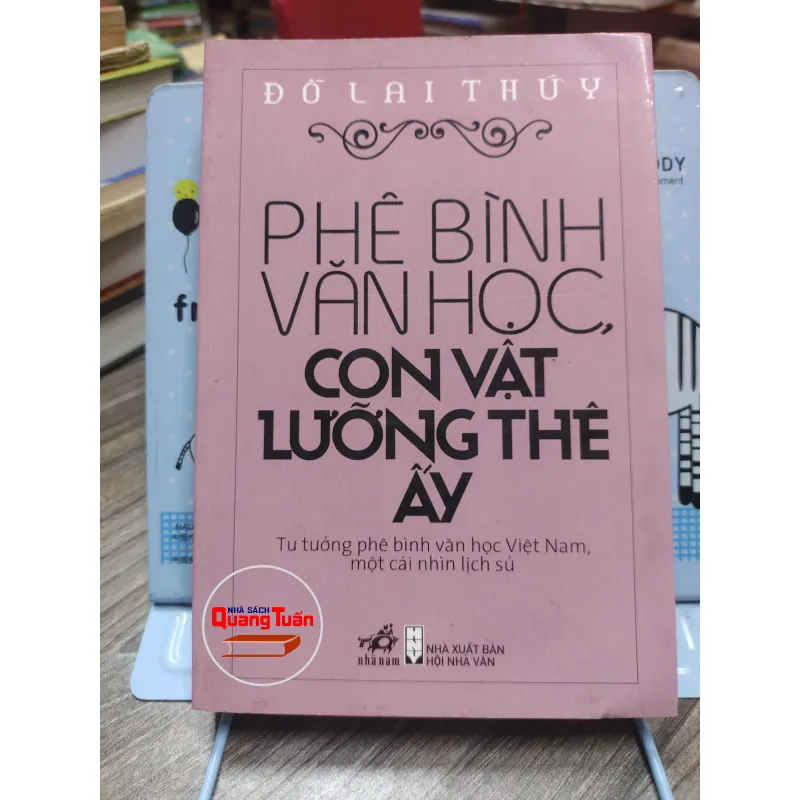 ĐỖ LAI THÚY
PHÊ BÌNH
VĂN HỌC,
CON VẬT
LƯỠNG THÊ
ẤY
Tư tưởng phê bình văn học Việt Nam,
một cái nhìn lịch sử
NHÀ SÁCH
Quang Tuấn
nhã nam
HNV
NHÀ XUẤT BẢN
HỘI NHÀ VĂN